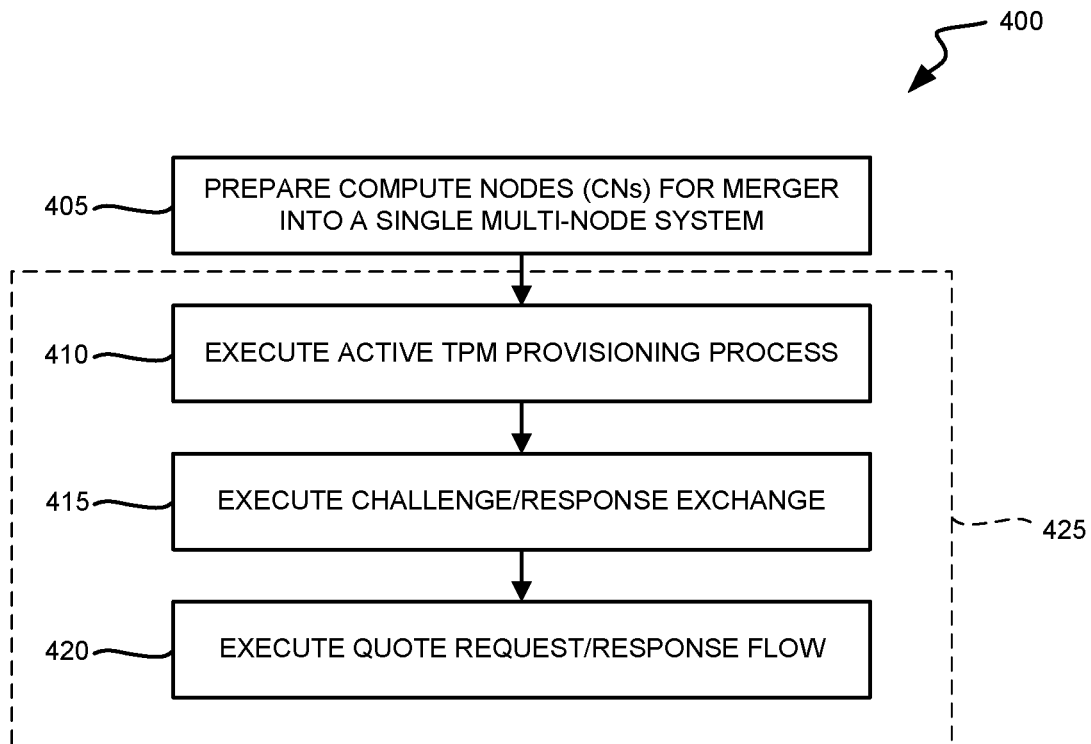 400
405
PREPARE COMPUTE NODES (CNs) FOR MERGER
INTO A SINGLE MULTI-NODE SYSTEM
410
EXECUTE ACTIVE TPM PROVISIONING PROCESS
415
EXECUTE CHALLENGE/RESPONSE EXCHANGE
425
420
EXECUTE QUOTE REQUEST/RESPONSE FLOW